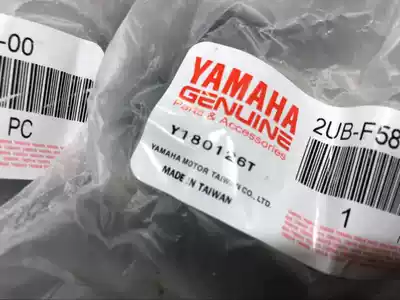 -00
PC
YAMAHA
GENUINE
Parts & Accessories
Y180126T
YAMAHA MOTOR TAIWAN CO., LTD.
MADE IN TAIWAN
2UB-F58
1